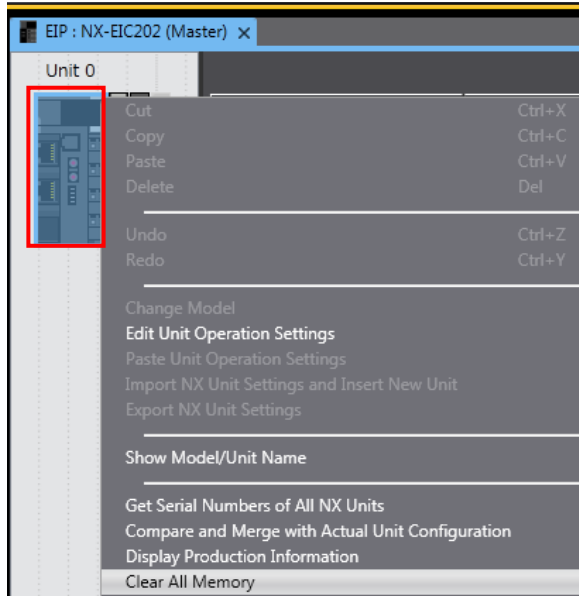 EIP : NX-EIC202 (Master) x
Unit 0
Cut Ctrl+X
Copy Ctrl+C
Paste Ctrl+V
Delete Del
Undo Ctrl+Z
Redo Ctrl+Y
Change Model
Edit Unit Operation Settings
Paste Unit Operation Settings
Import NX Unit Settings and Insert New Unit
Export NX Unit Settings
Show Model/Unit Name
Get Serial Numbers of All NX Units
Compare and Merge with Actual Unit Configuration
Display Production Information
Clear All Memory